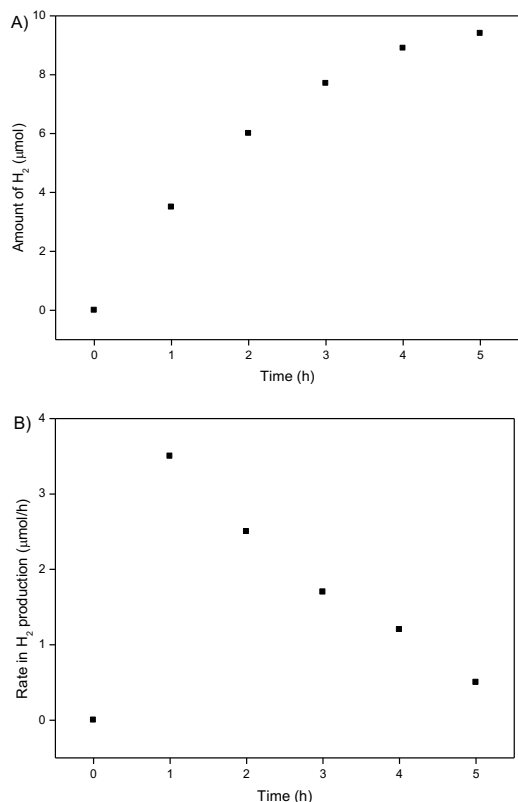 A)
10
8
6
4
2
0
Amount of H₂ (μmol)
0 1 2 3 4 5
Time (h)
B)
4
3
2
1
0
Rate in H₂ production (μmol/h)
0 1 2 3 4 5
Time (h)